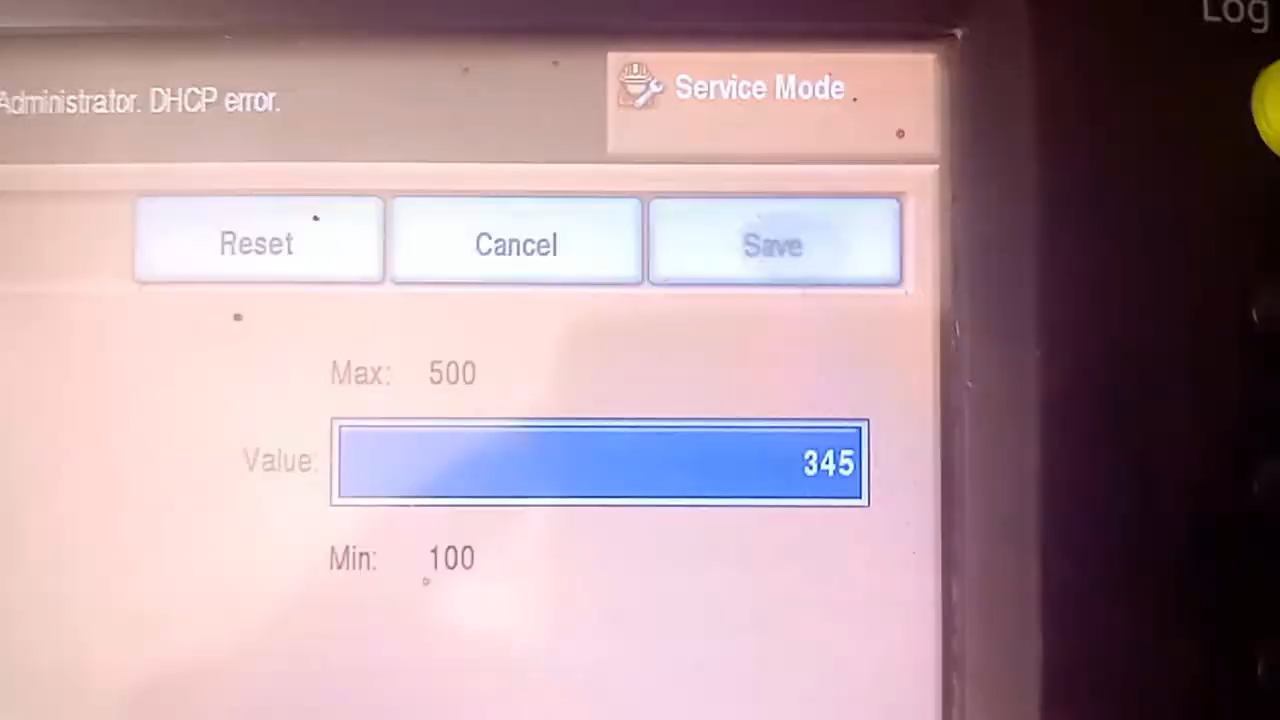 Log
Administrator. DHCP error.
Service Mode
Reset
Cancel
Save
Max: 500
Value: 345
Min: 100